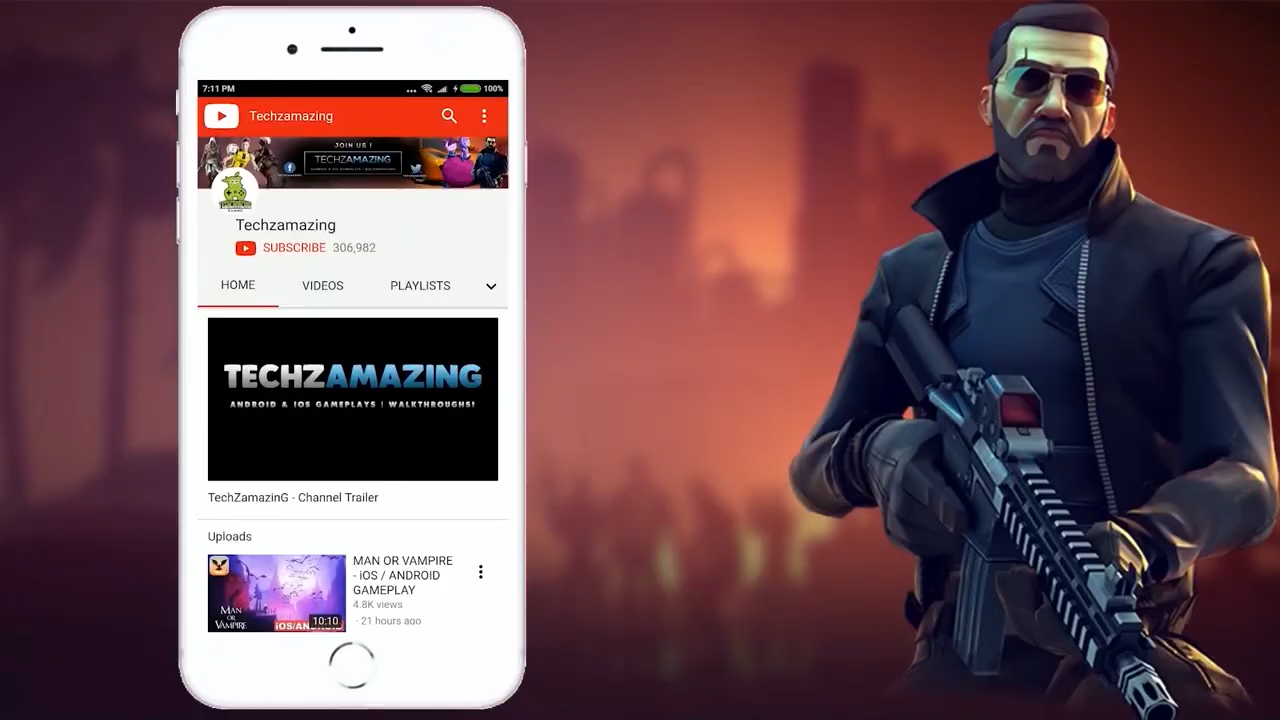 7:11 PM
100%
Techzamazing
JOIN US !
TECHZAMAZING
Techzamazing
SUBSCRIBE 306,982
HOME
VIDEOS
PLAYLISTS
TECHZAMAZING
ANDROID & IOS GAMEPLAYS | WALKTHROUGHS!
TechZamazinG - Channel Trailer
Uploads
MAN OR VAMPIRE
- iOS / ANDROID
GAMEPLAY
4.8K views
- 21 hours ago
MAN
OR
VAMPIRE
10:10